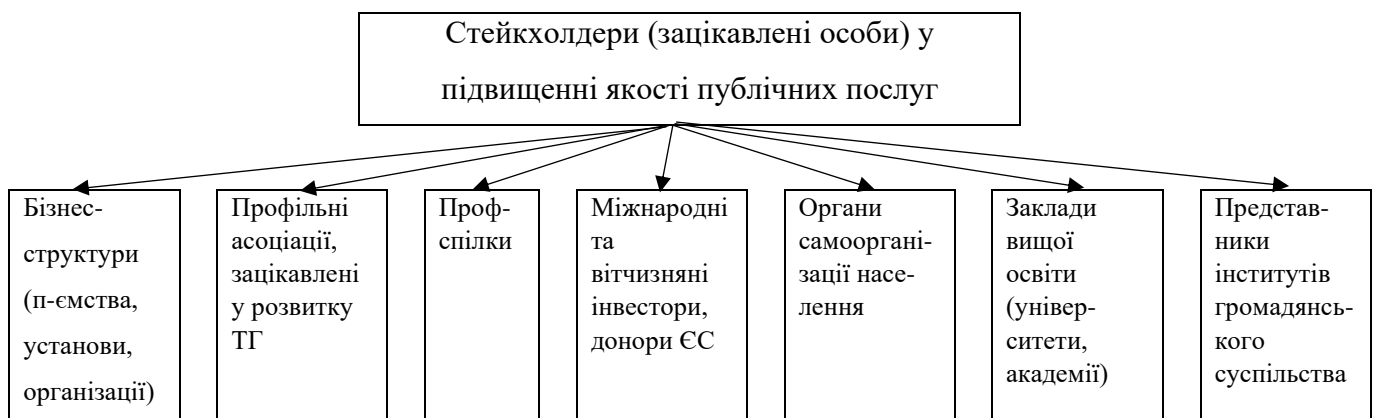 Стейкхолдери (зацікавлені особи) у
підвищенні якості публічних послуг
Бізнес-
структури
(п-ємства,
установи,
організації)
Профільні
асоціації,
зацікавлені
у розвитку
ТГ
Проф-
спілки
Міжнародні
та
вітчизняні
інвестори,
донори ЄС
Органи
самооргані-
зації насе-
лення
Заклади
вищої
освіти
(універ-
ситети,
академії)
Представ-
ники
інститутів
громадянсь-
кого
суспільства